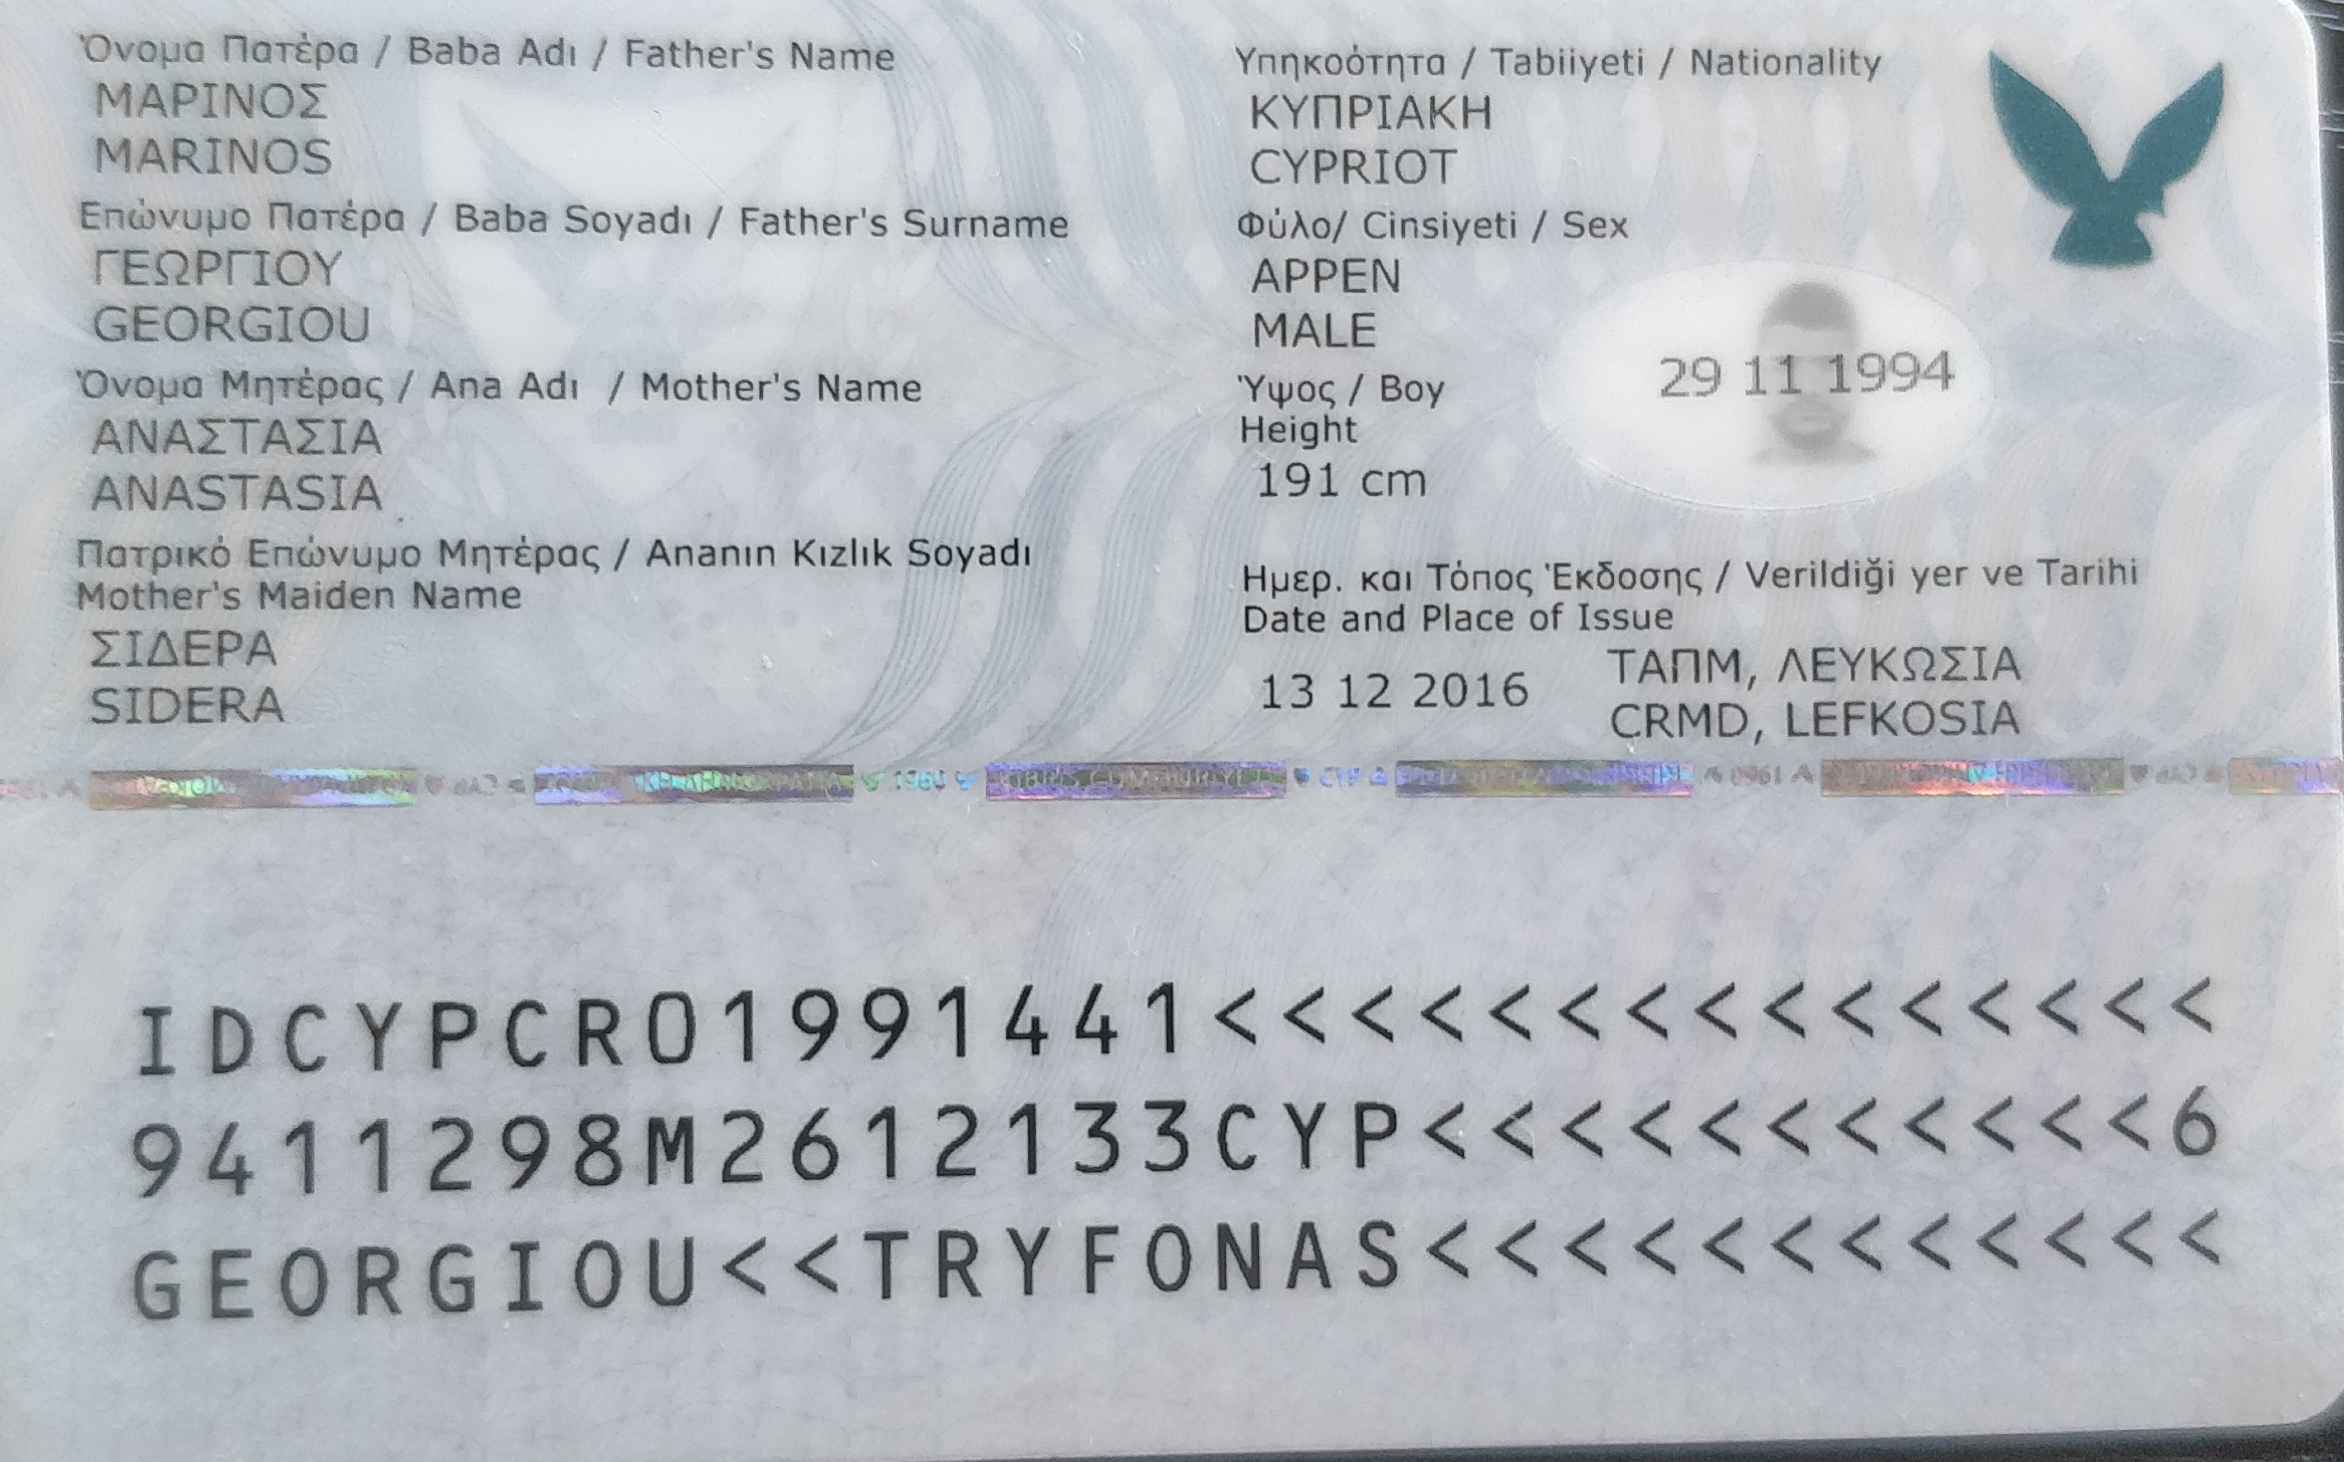 Όνομα Πατέρα / Baba Adı / Father's Name
ΜΑΡΙΝΟΣ
MARINOS
Επώνυμο Πατέρα / Baba Soyadı / Father's Surname
ΓΕΩΡΓΙΟΥ
GEORGIOU
Όνομα Μητέρας / Ana Adı / Mother's Name
ΑΝΑΣΤΑΣΙΑ
ANASTASIA
Πατρικό Επώνυμο Μητέρας / Ananın Kızlık Soyadı
Mother's Maiden Name
ΣΙΔΕΡΑ
SIDERA
Υπηκοότητα / Tabiiyeti / Nationality
ΚΥΠΡΙΑΚΗ
CYPRIOT
Φύλο/ Cinsiyeti / Sex
ΑΡΡΕΝ
MALE
Ύψος / Boy
Height
191 cm
29 11 1994
Ημερ. και Τόπος Έκδοσης / Verildiği yer ve Tarihi
Date and Place of Issue
13 12 2016
ΤΑΠΜ, ΛΕΥΚΩΣΙΑ
CRMD, LEFKOSIA
IDCYPCR01991441<<<<<<<<<<<<<<<
9411298M2612133CYP<<<<<<<<<<<6
GEORGIOU<<TRYFONAS<<<<<<<<<<<<